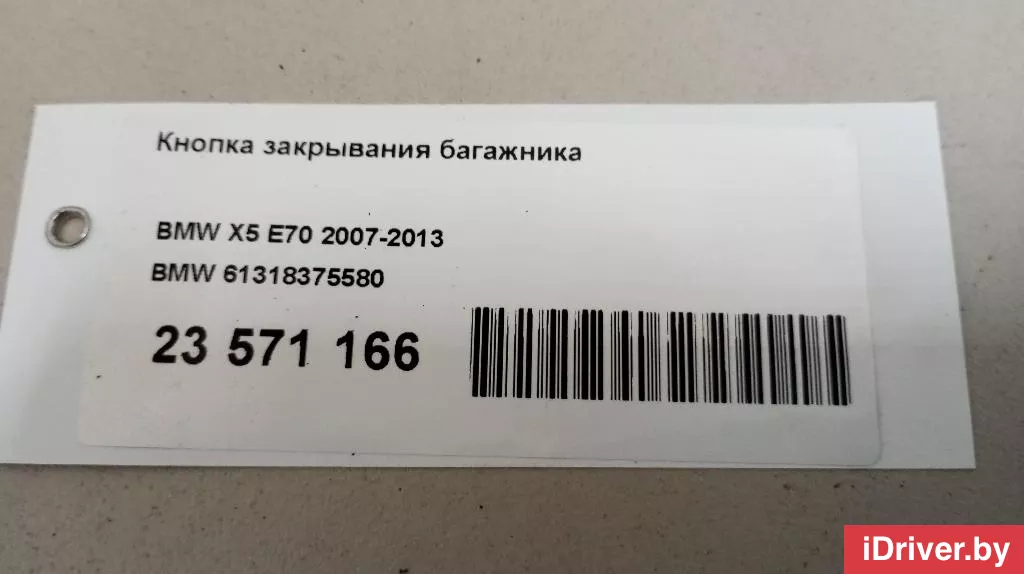 Кнопка закрывания багажника
BMW X5 E70 2007-2013
BMW 61318375580
23 571 166
iDriver.by